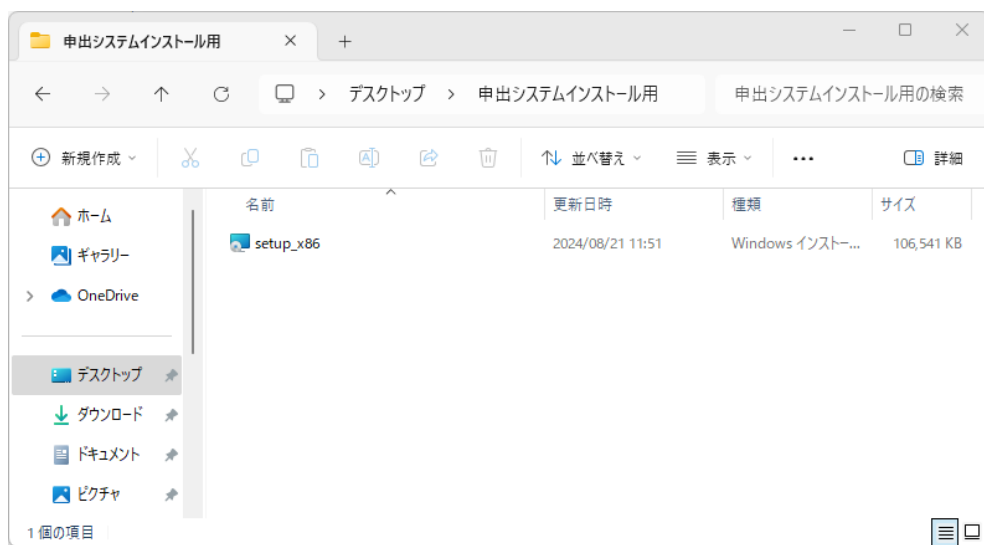 申出システムインストール用
デスクトップ > 申出システムインストール用
申出システムインストール用の検索
新規作成
並べ替え
表示
詳細
名前 更新日時 種類 サイズ
setup_x86 2024/08/21 11:51 Windows インストー... 106,541 KB
ホーム
ギャラリー
OneDrive
デスクトップ
ダウンロード
ドキュメント
ピクチャ
1 個の項目